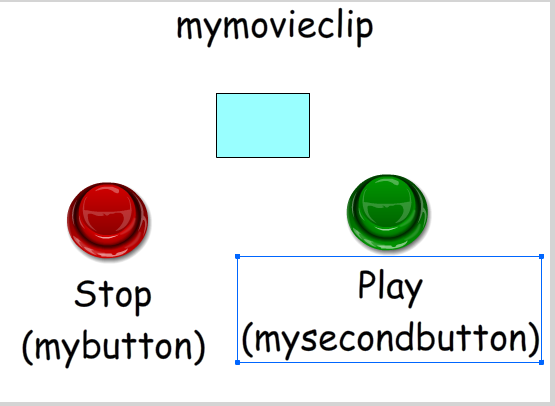 mymovieclip
Stop
(mybutton)
Play
(mysecondbutton)